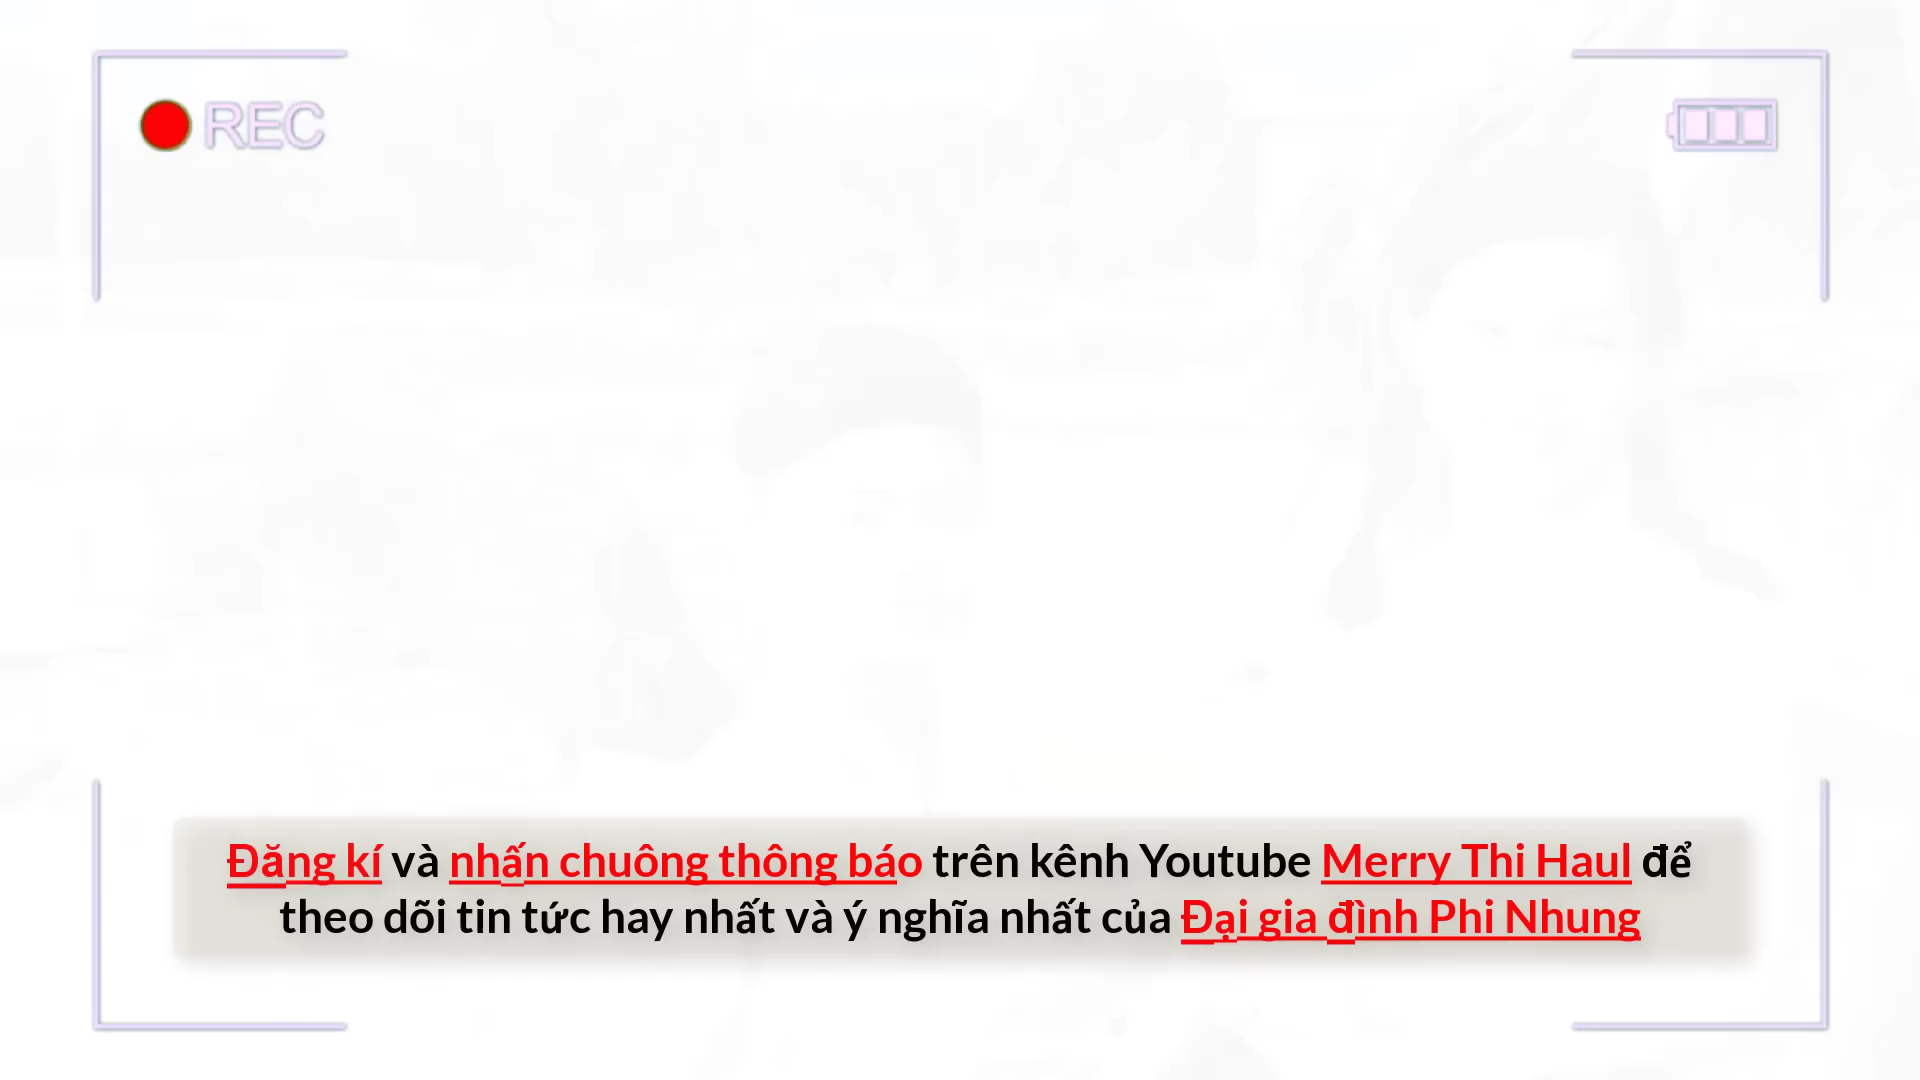 REC
Đăng kí và nhấn chuông thông báo trên kênh Youtube Merry Thi Haul để
theo dõi tin tức hay nhất và ý nghĩa nhất của Đại gia đình Phi Nhung